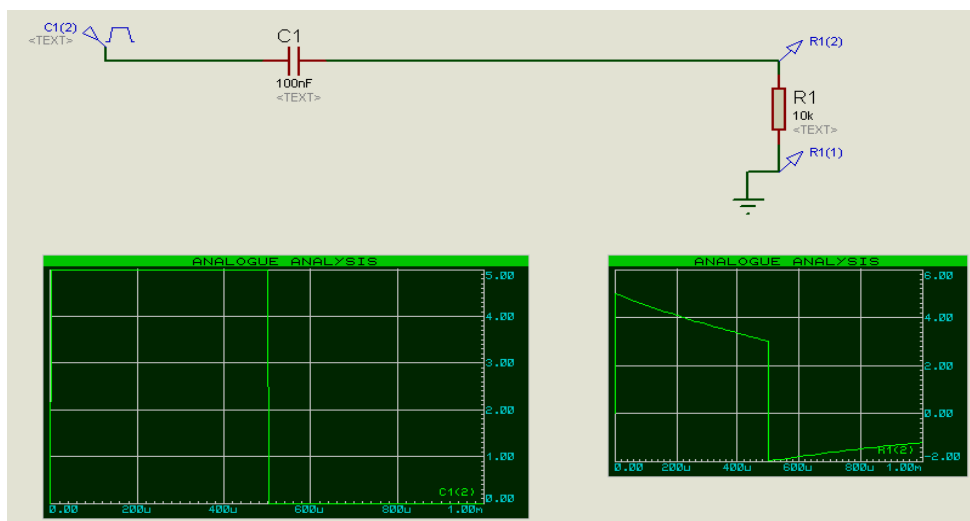 C1(2)
<TEXT>
C1
100nF
<TEXT>
R1(2)
R1
10k
<TEXT>
R1(1)
ANALOGUE ANALYSIS
5.00
4.00
3.00
2.00
1.00
0.00
C1(2)
0.00 200u 400u 600u 800u 1.00m
ANALOGUE ANALYSIS
6.00
4.00
2.00
0.00
-2.00
R1(2)
0.00 200u 400u 600u 800u 1.00m